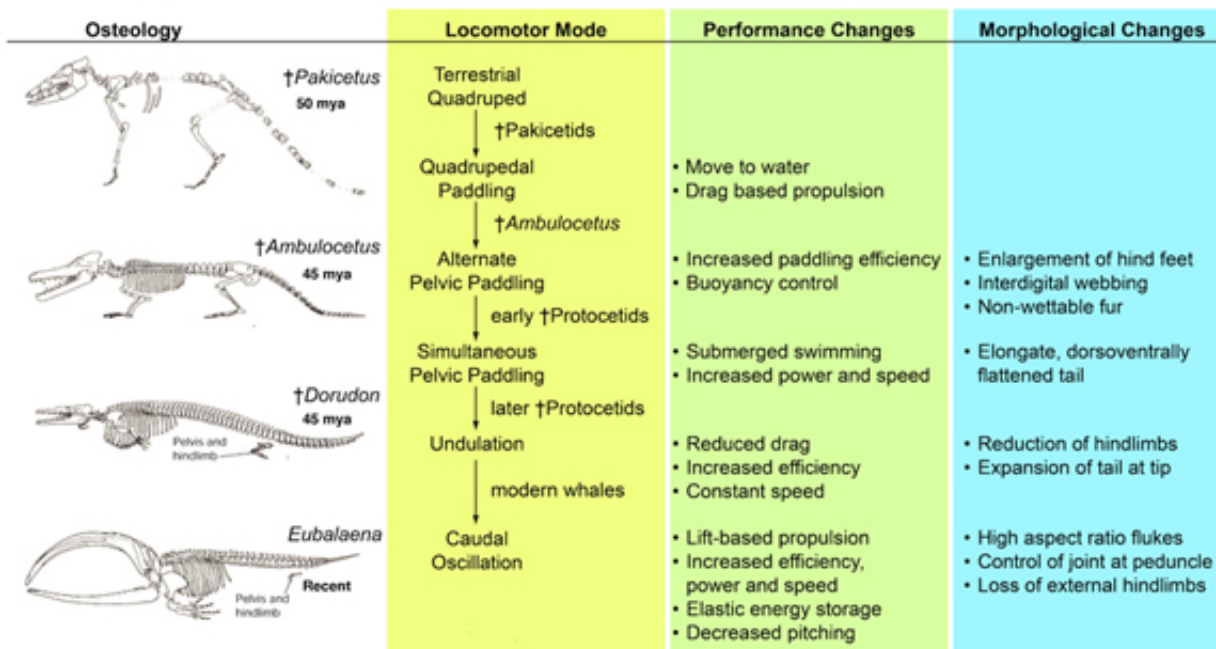 Osteology Locomotor Mode Performance Changes Morphological Changes
†Pakicetus
50 mya
Terrestrial
Quadruped
†Pakicetids
Quadrupedal
Paddling
• Move to water
• Drag based propulsion
†Ambulocetus
†Ambulocetus
45 mya
Alternate
Pelvic Paddling
• Increased paddling efficiency
• Buoyancy control
• Enlargement of hind feet
• Interdigital webbing
• Non-wettable fur
early †Protocetids
Simultaneous
Pelvic Paddling
• Submerged swimming
• Increased power and speed
• Elongate, dorsoventrally
flattened tail
†Dorudon
45 mya
Pelvis and
hindlimb
later †Protocetids
Undulation
• Reduced drag
• Increased efficiency
• Constant speed
• Reduction of hindlimbs
• Expansion of tail at tip
modern whales
Eubalaena
Recent
Pelvis and
hindlimb
Caudal
Oscillation
• Lift-based propulsion
• Increased efficiency,
power and speed
• Elastic energy storage
• Decreased pitching
• High aspect ratio flukes
• Control of joint at peduncle
• Loss of external hindlimbs